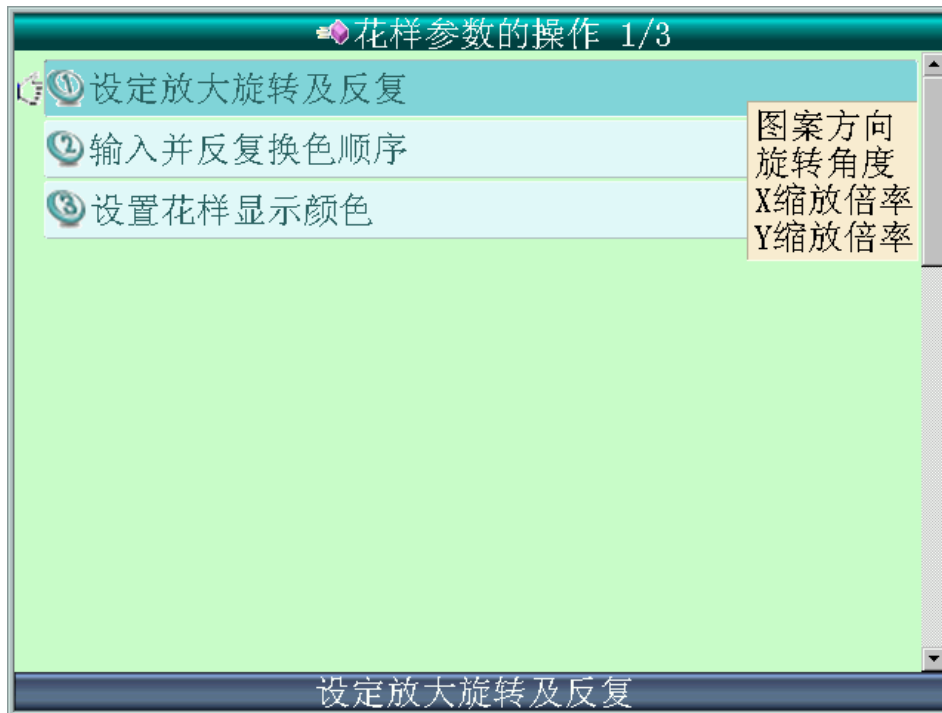 花样参数的操作 1/3
①设定放大旋转及反复
②输入并反复换色顺序
③设置花样显示颜色
图案方向
旋转角度
X缩放倍率
Y缩放倍率
设定放大旋转及反复